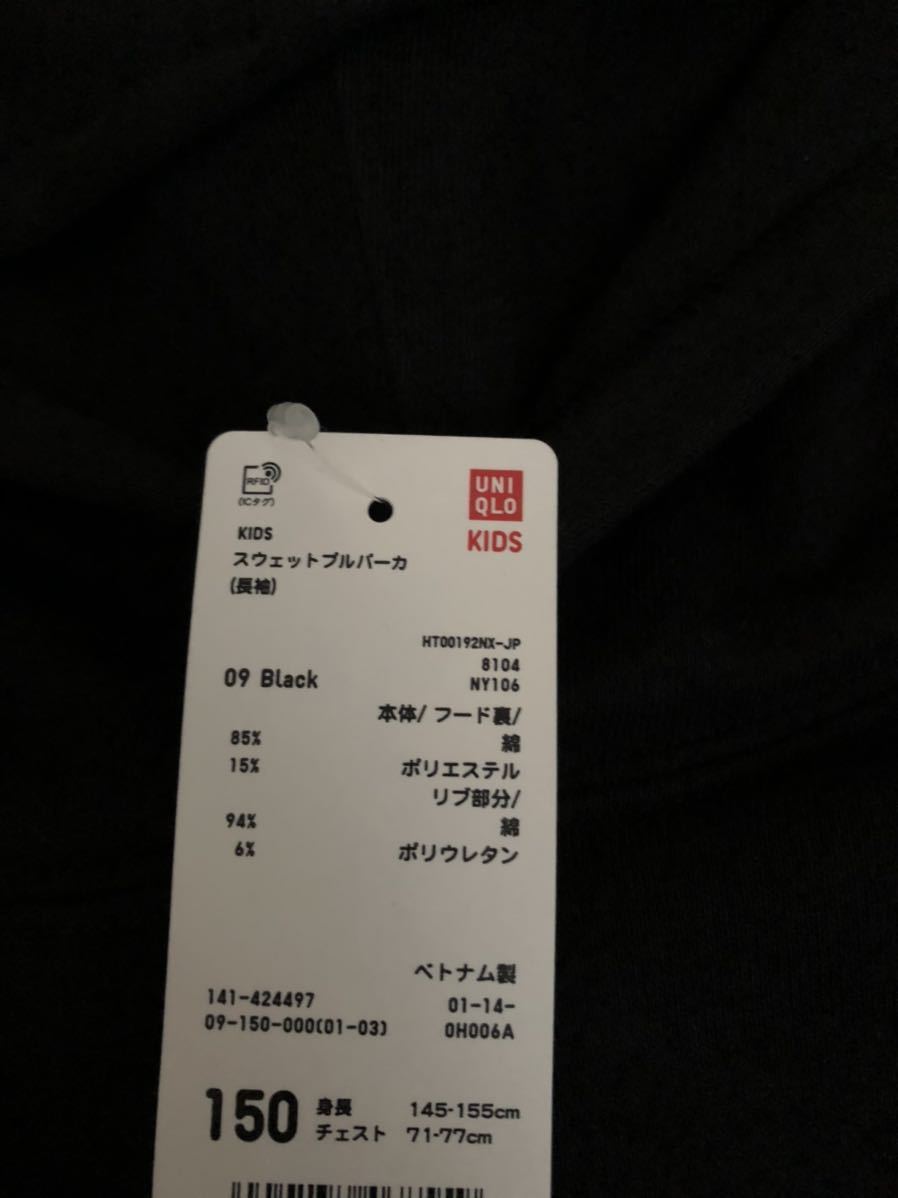 RFID
(ICタグ)
UNI
QLO
KIDS
KIDS
スウェットプルパーカ
(長袖)
HT00192NX-JP
8104
09 Black
NY106
本体/ フード裏/
85% 綿
15% ポリエステル
リブ部分/
94% 綿
6% ポリウレタン
ベトナム製
141-424497 01-14-
09-150-000(01-03) 0H006A
150 身長 145-155cm
チェスト 71-77cm